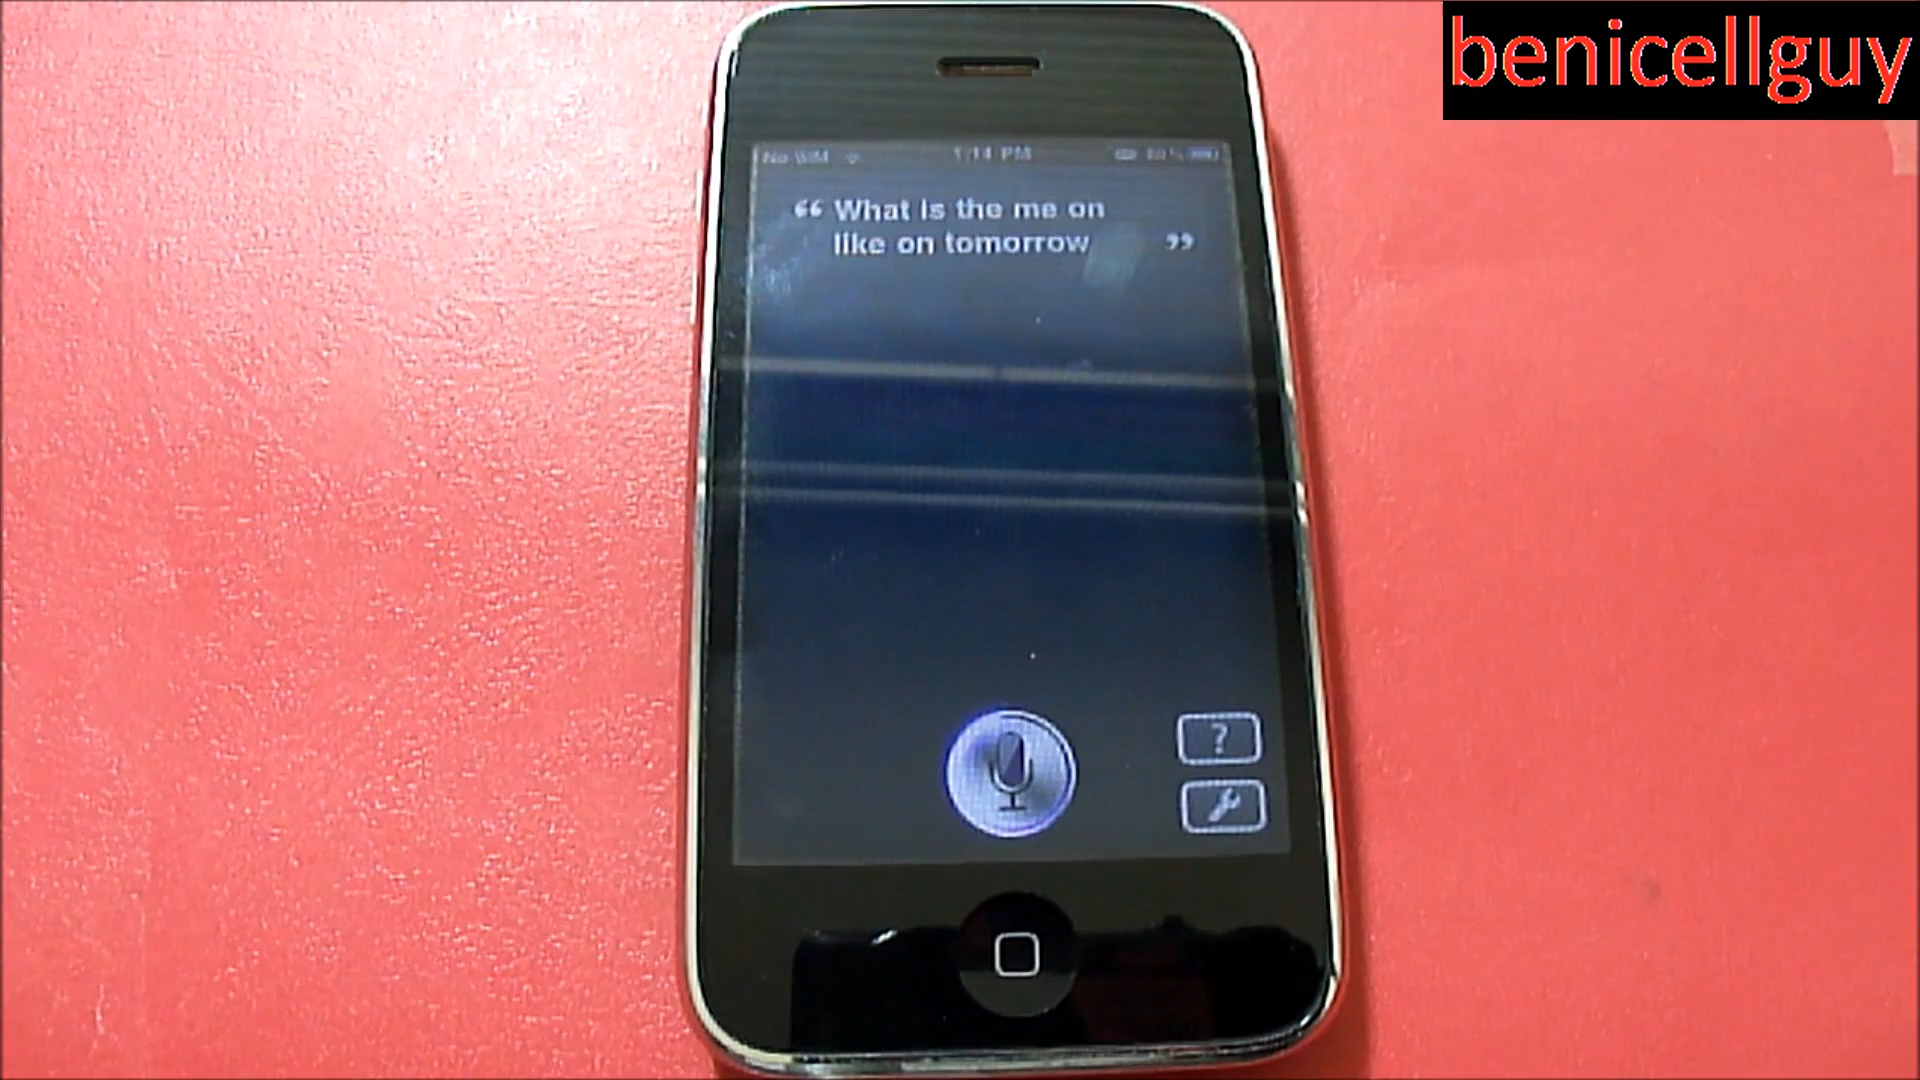 benicellguy
1:14 PM
“ What is the me on
like on tomorrow ”
?